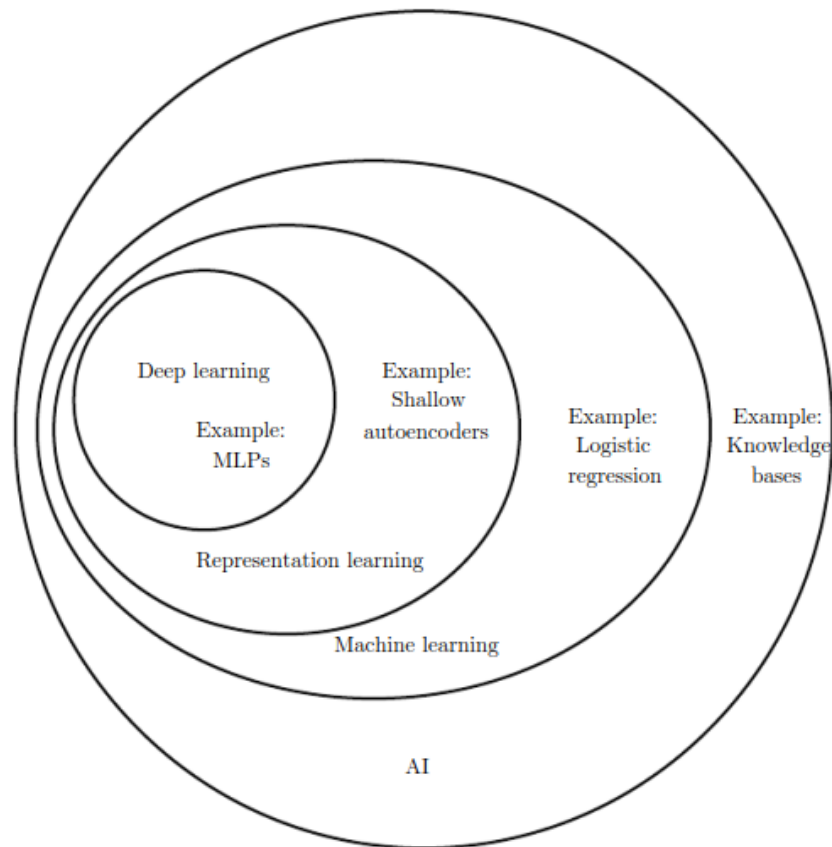 Deep learning
Example:
MLPs
Example:
Shallow
autoencoders
Example:
Logistic
regression
Example:
Knowledge
bases
Representation learning
Machine learning
AI